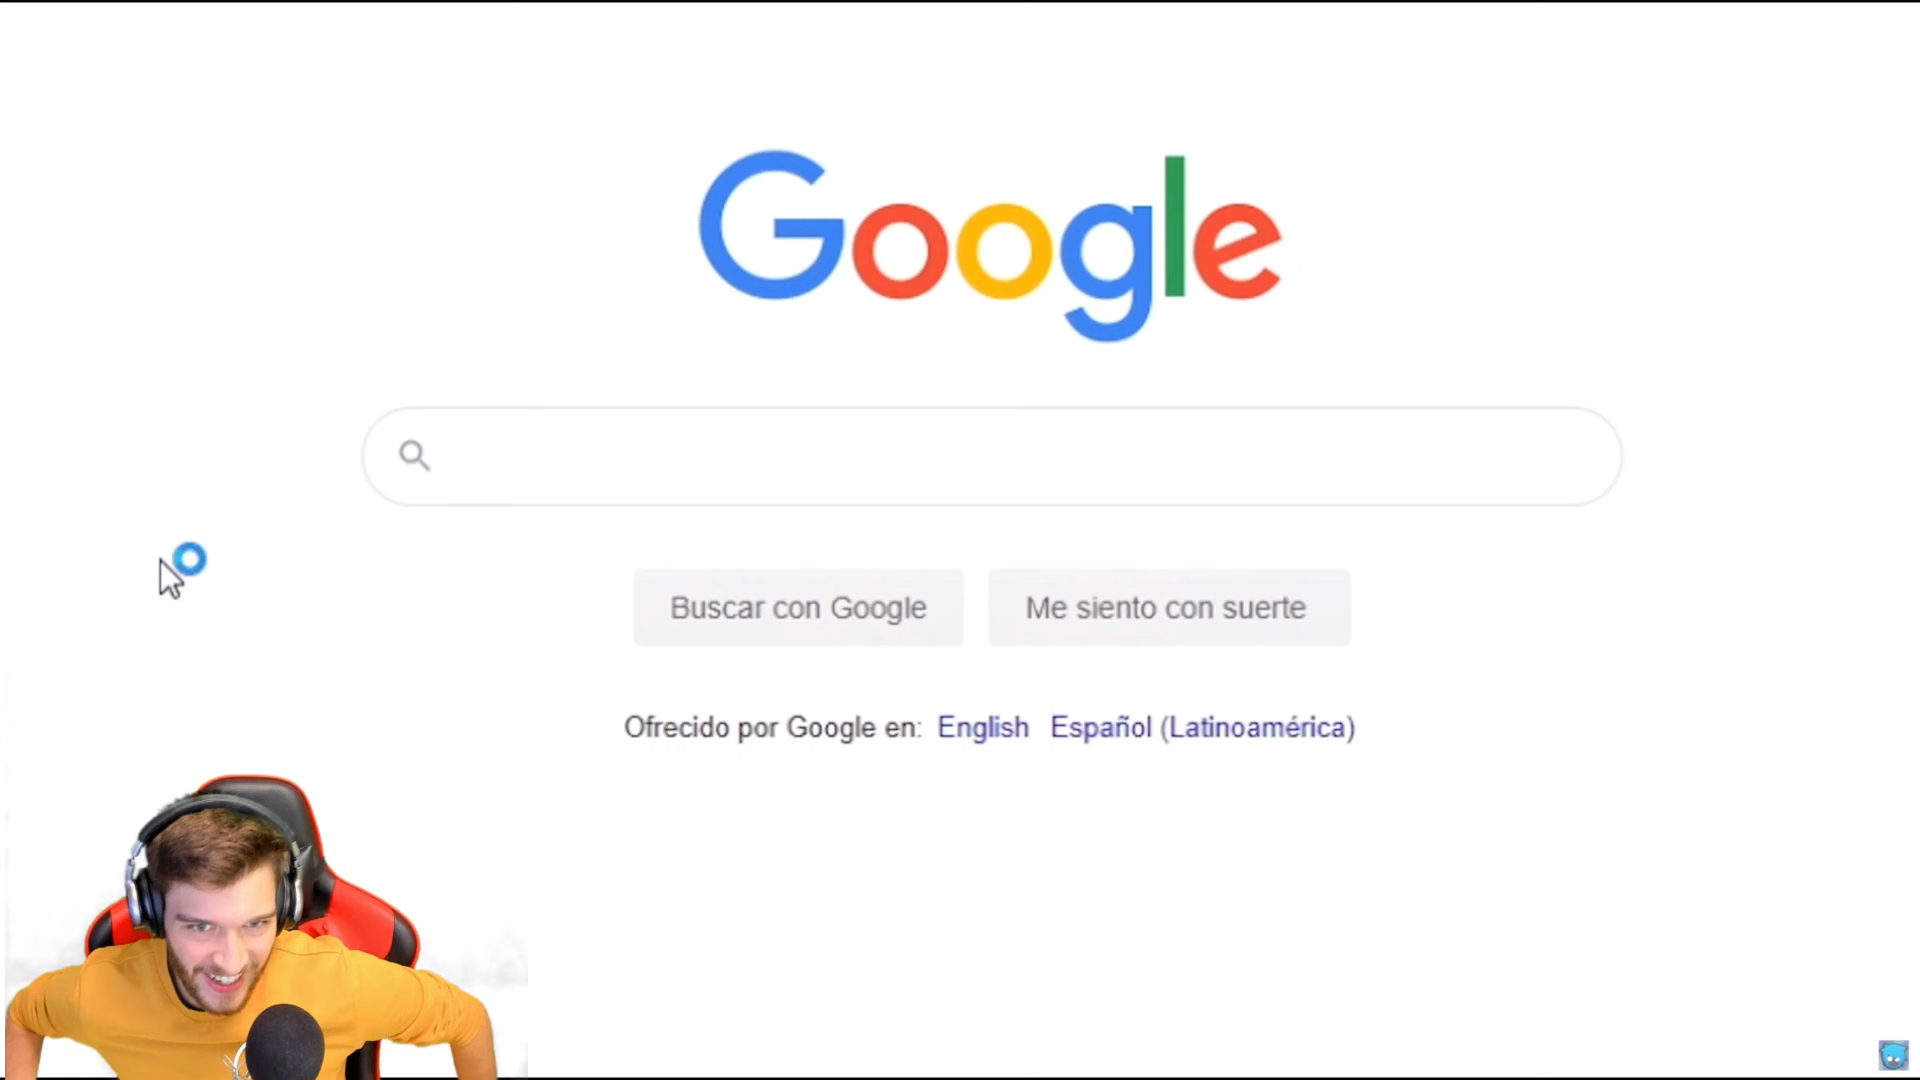 Google
Buscar con Google
Me siento con suerte
Ofrecido por Google en: English Español (Latinoamérica)